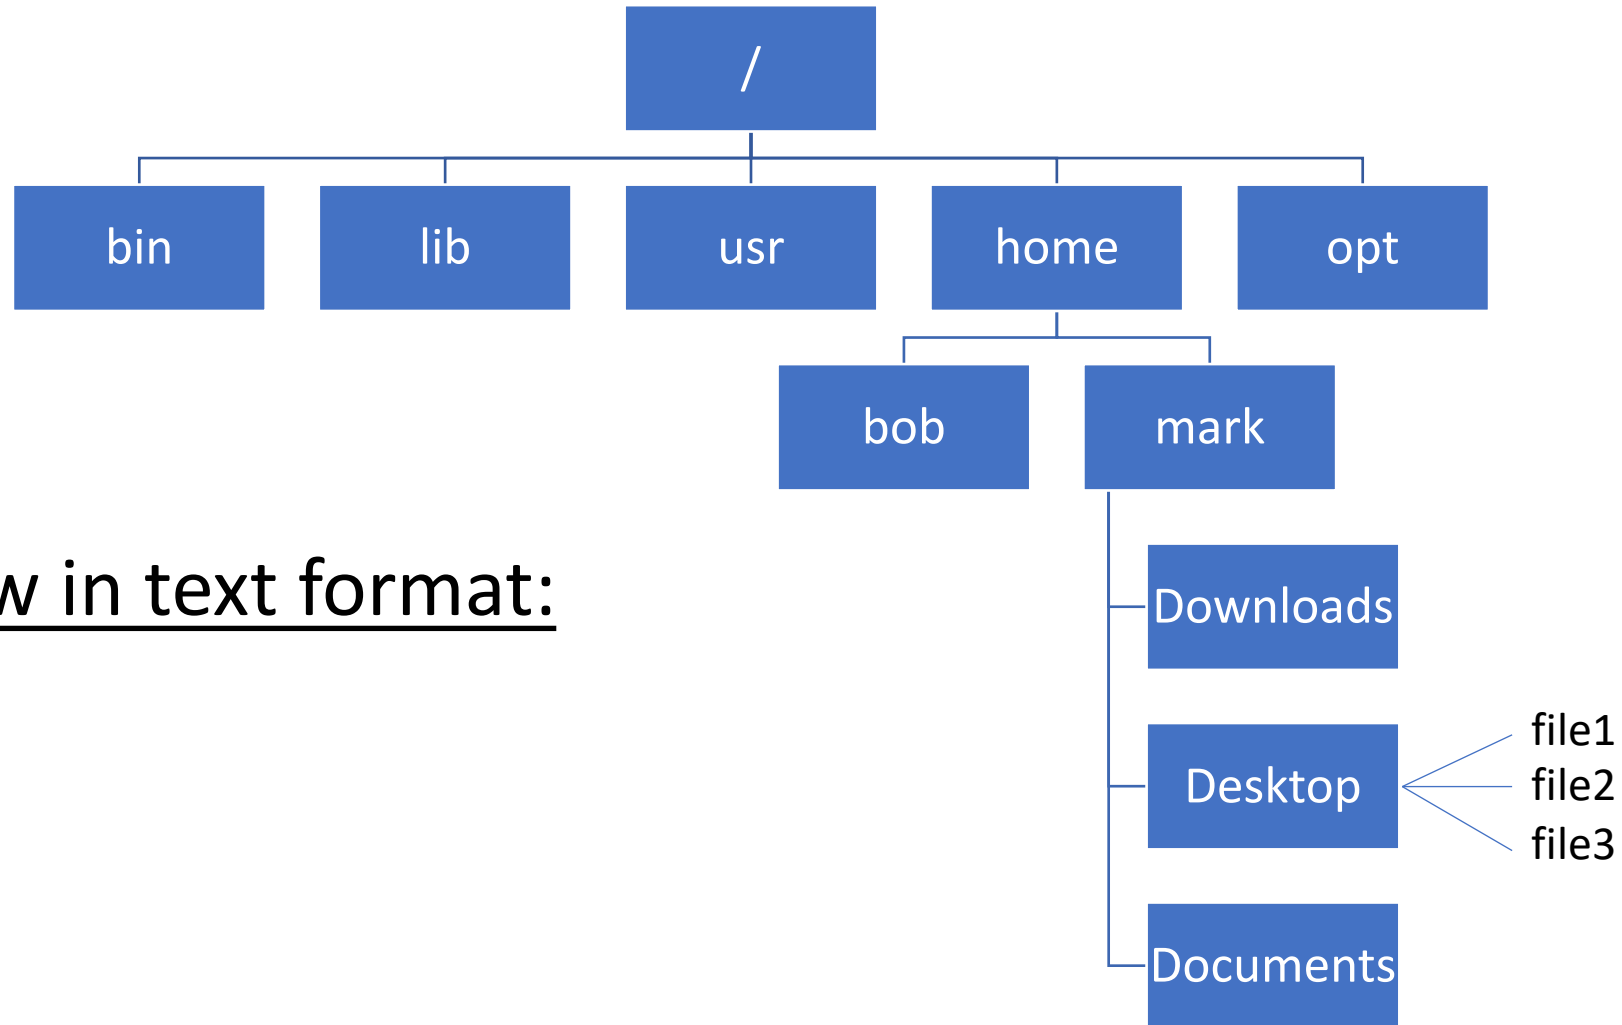 /
bin lib usr home opt
bob mark
w in text format:
Downloads
file1
Desktop file2
file3
Documents